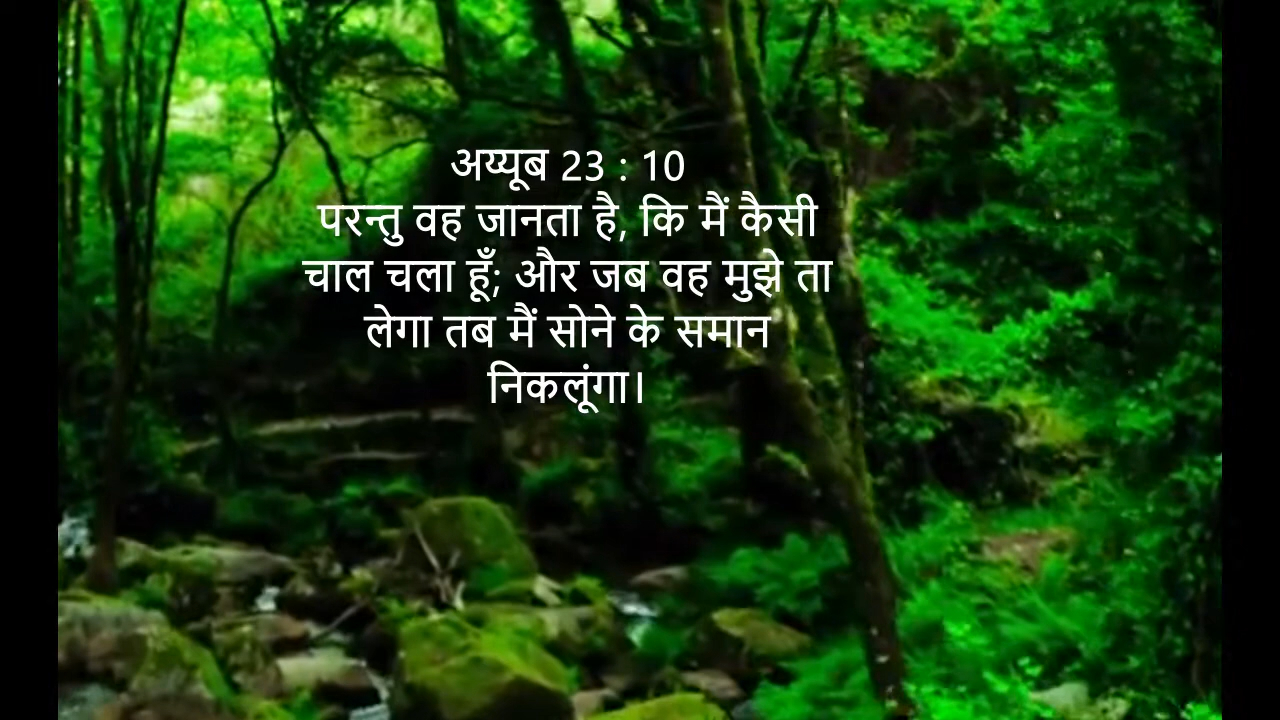 अय्यूब 23 : 10
परन्तु वह जानता है, कि मैं कैसी
चाल चला हूँ; और जब वह मुझे ता
लेगा तब मैं सोने के समान
निकलूंगा।